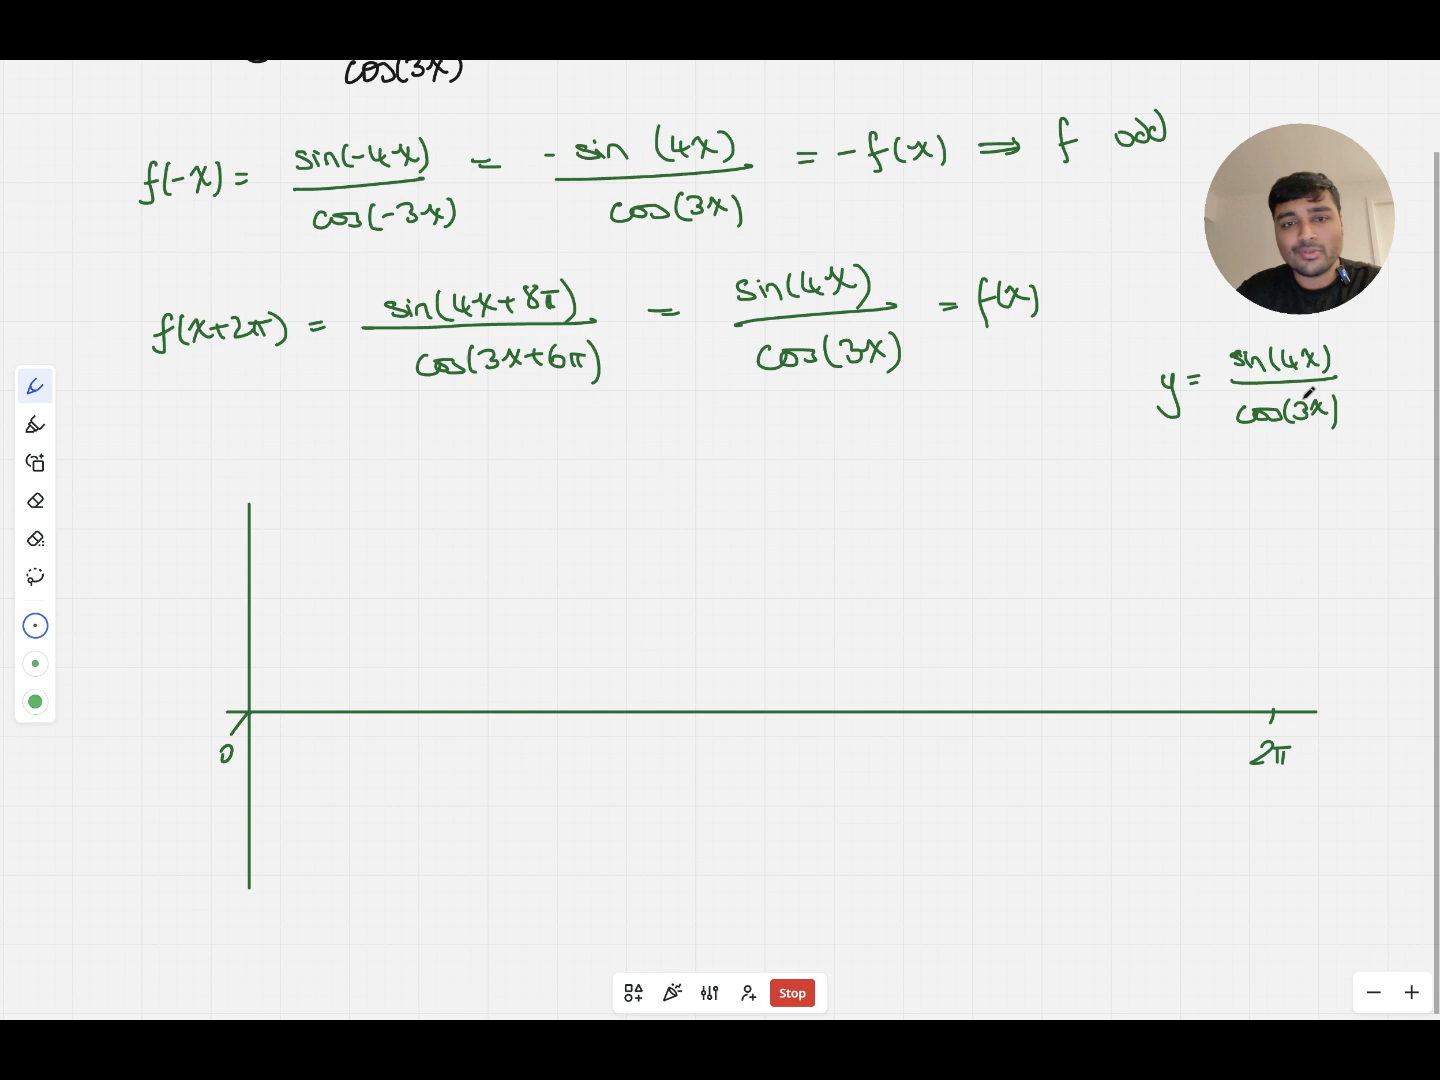 cos(3x)
f(-x) = sin(-4x)/cos(-3x) = - sin (4x)/cos(3x) = -f(x) ⟹ f odd
f(x+2π) = sin(4x+8π)/cos(3x+6π) = sin(4x)/cos(3x) = f(x)
y = sin(4x)/cos(3x)
0
2π
Stop